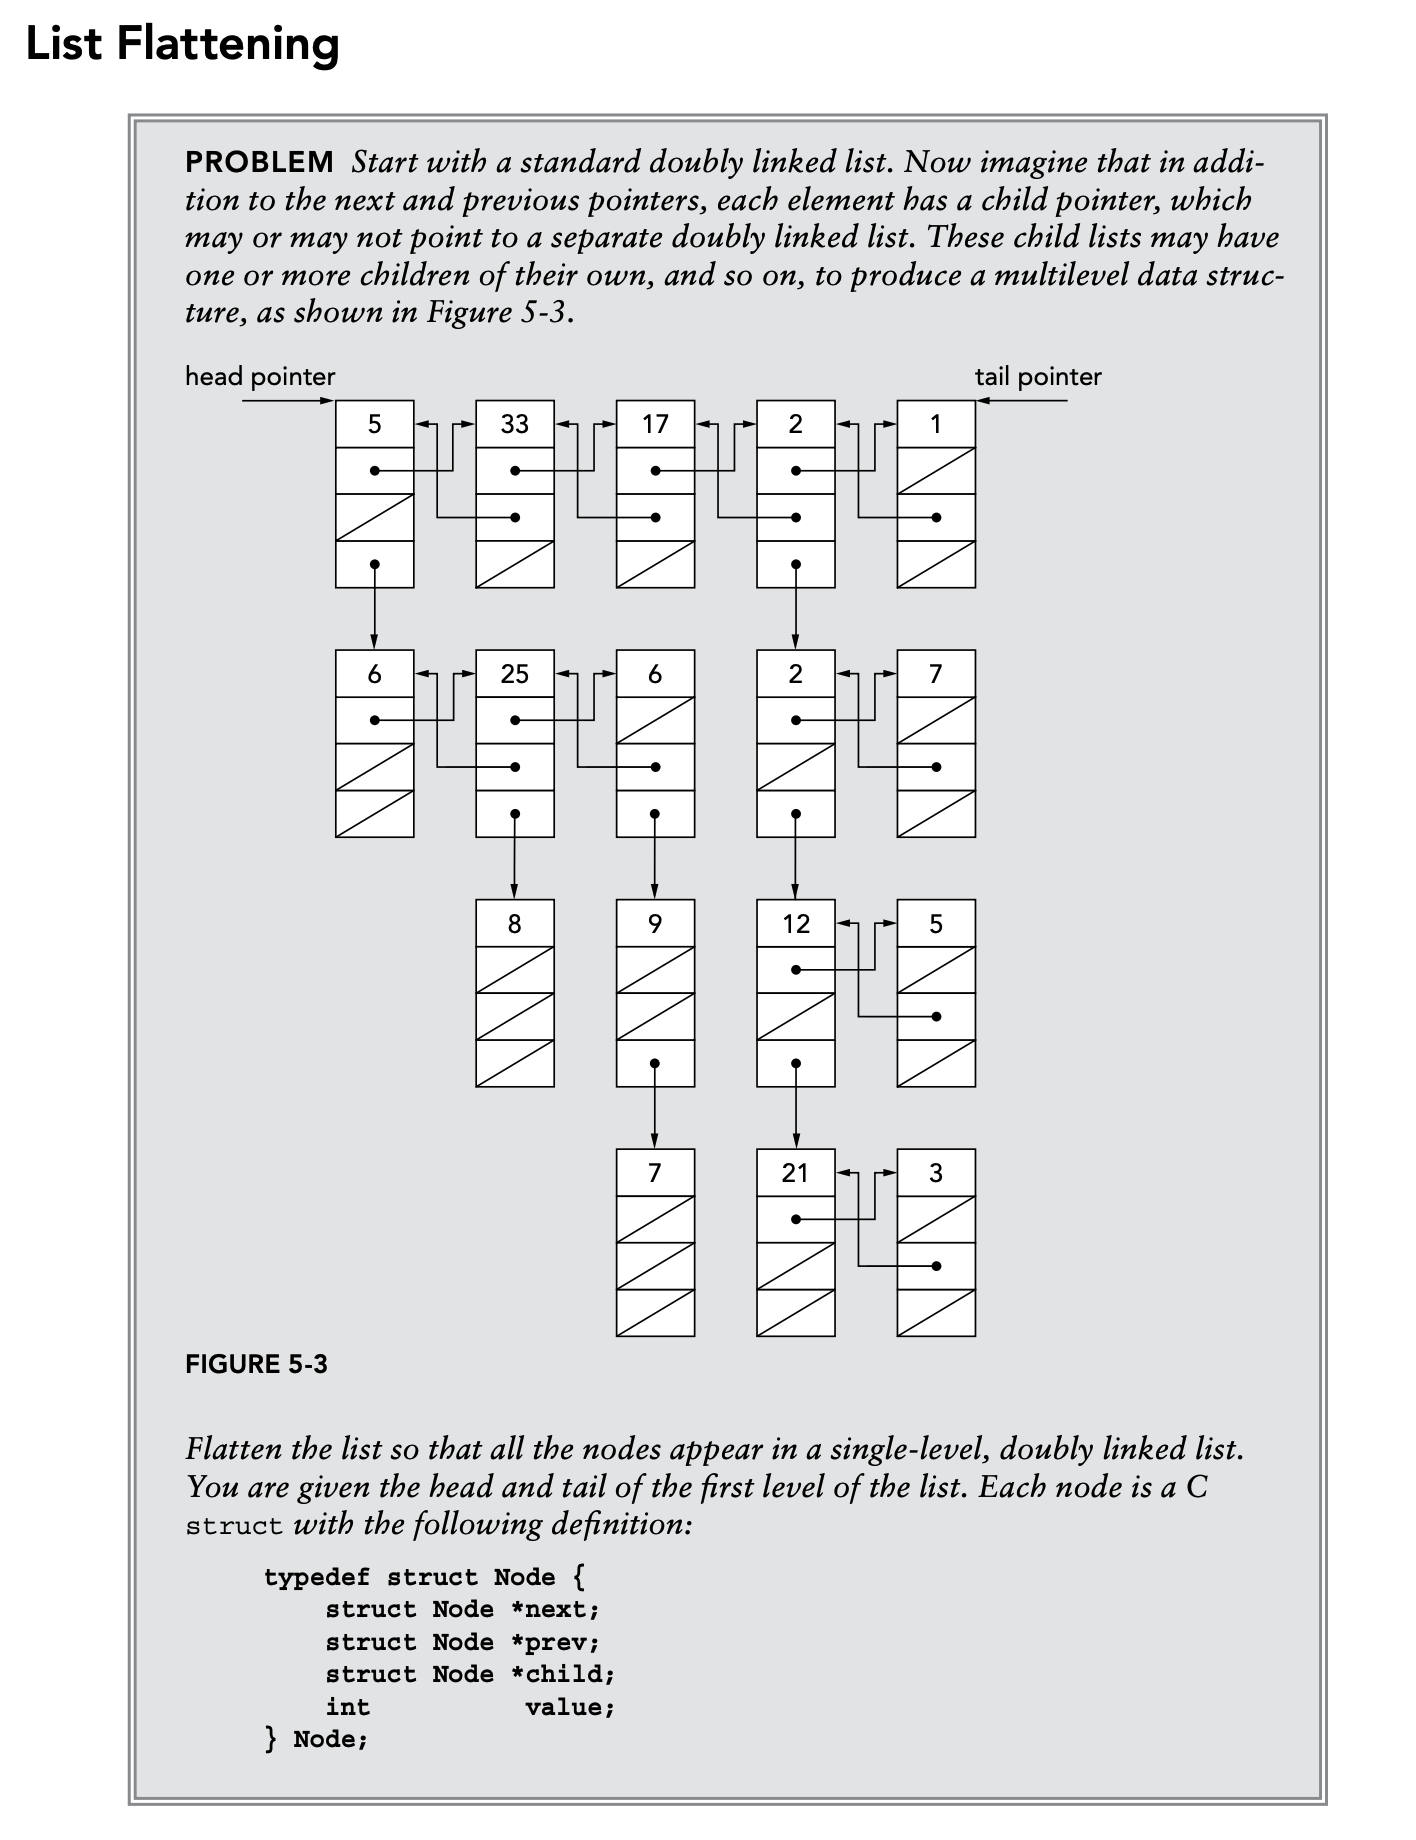 List Flattening
PROBLEM Start with a standard doubly linked list. Now imagine that in addi-
tion to the next and previous pointers, each element has a child pointer, which
may or may not point to a separate doubly linked list. These child lists may have
one or more children of their own, and so on, to produce a multilevel data struc-
ture, as shown in Figure 5-3.
head pointer tail pointer
5 33 17 2 1
6 25 6 2 7
8 9 12 5
7 21 3
FIGURE 5-3
Flatten the list so that all the nodes appear in a single-level, doubly linked list.
You are given the head and tail of the first level of the list. Each node is a C
struct with the following definition:
typedef struct Node {
struct Node *next;
struct Node *prev;
struct Node *child;
int value;
} Node;